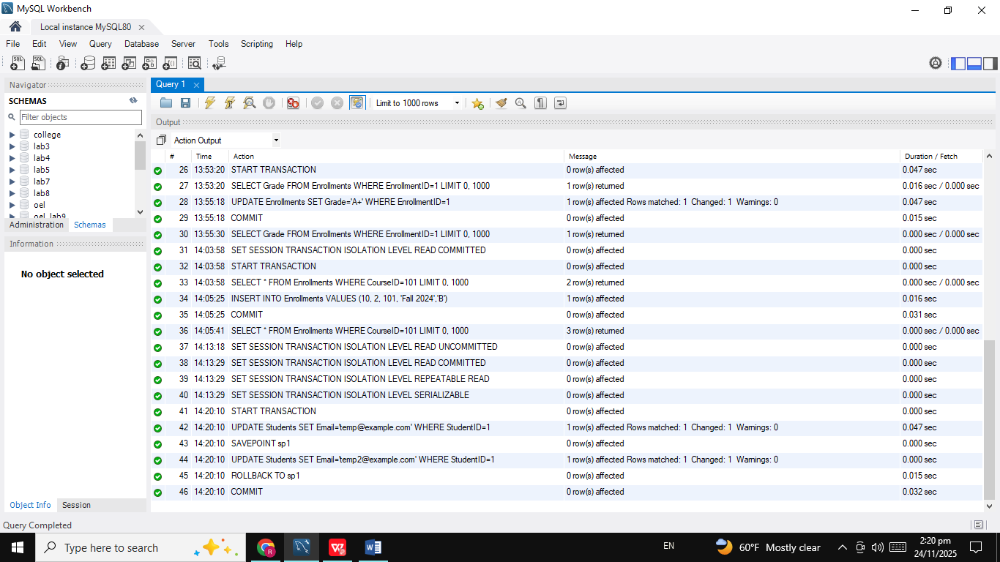 MySQL Workbench
Local instance MySQL80
File Edit View Query Database Server Tools Scripting Help
Navigator
SCHEMAS
Filter objects
college
lab3
lab4
lab5
lab7
lab8
oel
oel_lab9
Administration Schemas
Information
No object selected
Object Info Session
Query 1
Limit to 1000 rows
Output
Action Output
# Time Action Message Duration / Fetch
26 13:53:20 START TRANSACTION 0 row(s) affected 0.047 sec
27 13:53:20 SELECT Grade FROM Enrollments WHERE EnrollmentID=1 LIMIT 0, 1000 1 row(s) returned 0.016 sec / 0.000 sec
28 13:55:18 UPDATE Enrollments SET Grade='A+' WHERE EnrollmentID=1 1 row(s) affected Rows matched: 1 Changed: 1 Warnings: 0 0.047 sec
29 13:55:18 COMMIT 0 row(s) affected 0.015 sec
30 13:55:30 SELECT Grade FROM Enrollments WHERE EnrollmentID=1 LIMIT 0, 1000 1 row(s) returned 0.000 sec / 0.000 sec
31 14:03:58 SET SESSION TRANSACTION ISOLATION LEVEL READ COMMITTED 0 row(s) affected 0.000 sec
32 14:03:58 START TRANSACTION 0 row(s) affected 0.000 sec
33 14:03:58 SELECT * FROM Enrollments WHERE CourseID=101 LIMIT 0, 1000 2 row(s) returned 0.000 sec / 0.000 sec
34 14:05:25 INSERT INTO Enrollments VALUES (10, 2, 101, 'Fall 2024','B') 1 row(s) affected 0.016 sec
35 14:05:25 COMMIT 0 row(s) affected 0.031 sec
36 14:05:41 SELECT * FROM Enrollments WHERE CourseID=101 LIMIT 0, 1000 3 row(s) returned 0.000 sec / 0.000 sec
37 14:13:18 SET SESSION TRANSACTION ISOLATION LEVEL READ UNCOMMITTED 0 row(s) affected 0.000 sec
38 14:13:29 SET SESSION TRANSACTION ISOLATION LEVEL READ COMMITTED 0 row(s) affected 0.000 sec
39 14:13:29 SET SESSION TRANSACTION ISOLATION LEVEL REPEATABLE READ 0 row(s) affected 0.000 sec
40 14:13:29 SET SESSION TRANSACTION ISOLATION LEVEL SERIALIZABLE 0 row(s) affected 0.000 sec
41 14:20:10 START TRANSACTION 0 row(s) affected 0.000 sec
42 14:20:10 UPDATE Students SET Email='temp@example.com' WHERE StudentID=1 1 row(s) affected Rows matched: 1 Changed: 1 Warnings: 0 0.047 sec
43 14:20:10 SAVEPOINT sp1 0 row(s) affected 0.000 sec
44 14:20:10 UPDATE Students SET Email='temp2@example.com' WHERE StudentID=1 1 row(s) affected Rows matched: 1 Changed: 1 Warnings: 0 0.000 sec
45 14:20:10 ROLLBACK TO sp1 0 row(s) affected 0.015 sec
46 14:20:10 COMMIT 0 row(s) affected 0.032 sec
Query Completed
Type here to search
EN
60°F Mostly clear
2:20 pm
24/11/2025